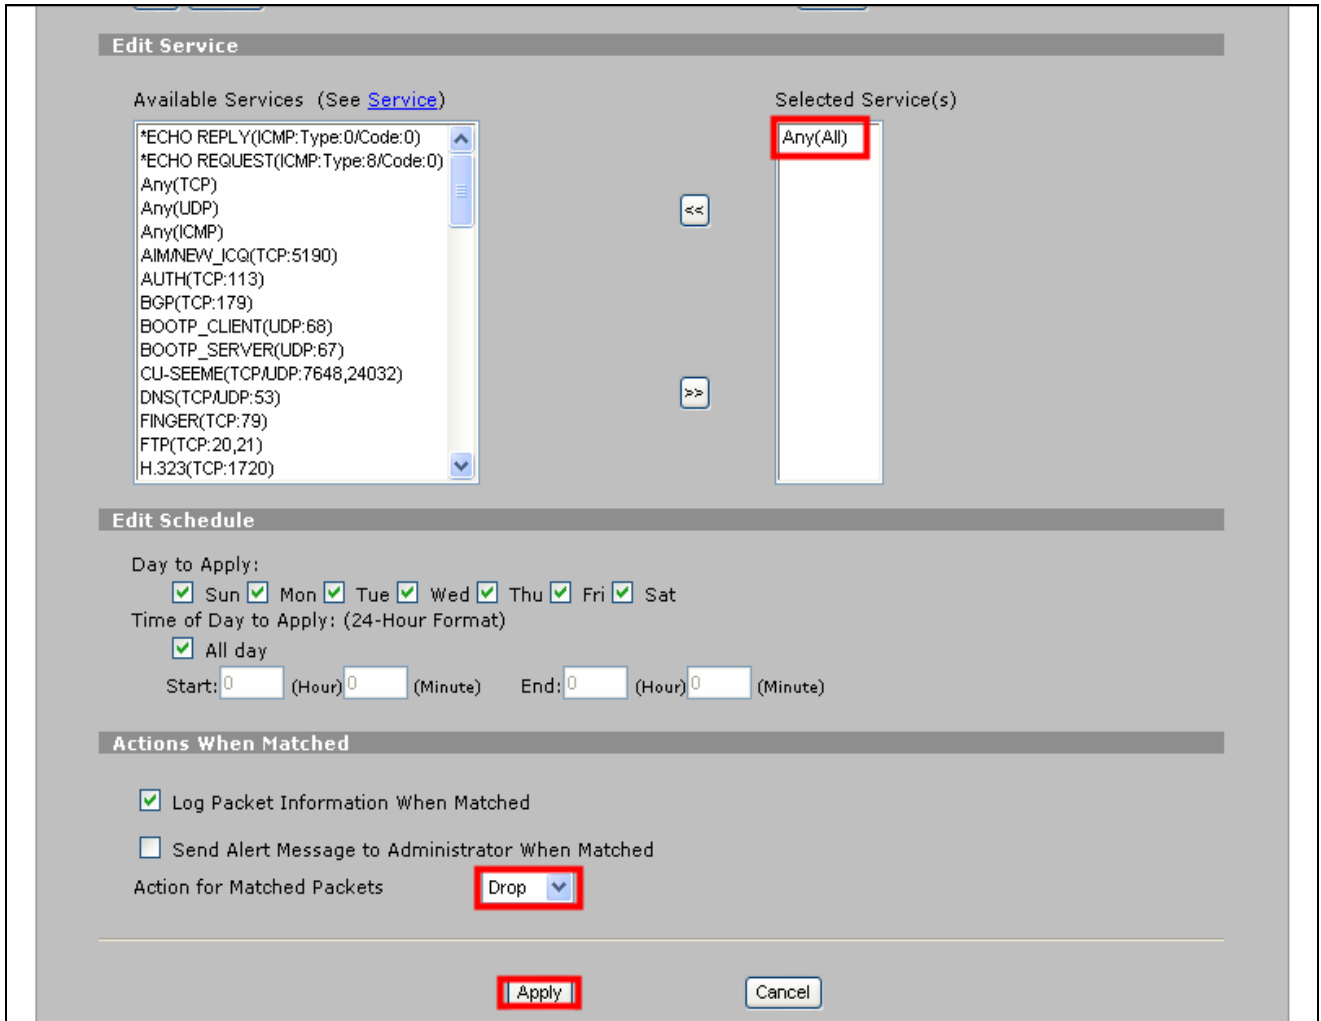 Edit Service
Available Services (See Service)
Selected Service(s)
*ECHO REPLY(ICMP:Type:0/Code:0)
*ECHO REQUEST(ICMP:Type:8/Code:0)
Any(TCP)
Any(UDP)
Any(ICMP)
AIM/NEW_ICQ(TCP:5190)
AUTH(TCP:113)
BGP(TCP:179)
BOOTP_CLIENT(UDP:68)
BOOTP_SERVER(UDP:67)
CU-SEEME(TCP/UDP:7648,24032)
DNS(TCP/UDP:53)
FINGER(TCP:79)
FTP(TCP:20,21)
H.323(TCP:1720)
<<
>>
Any(All)
Edit Schedule
Day to Apply:
Sun Mon Tue Wed Thu Fri Sat
Time of Day to Apply: (24-Hour Format)
All day
Start: 0 (Hour) 0 (Minute) End: 0 (Hour) 0 (Minute)
Actions When Matched
Log Packet Information When Matched
Send Alert Message to Administrator When Matched
Action for Matched Packets Drop
Apply Cancel